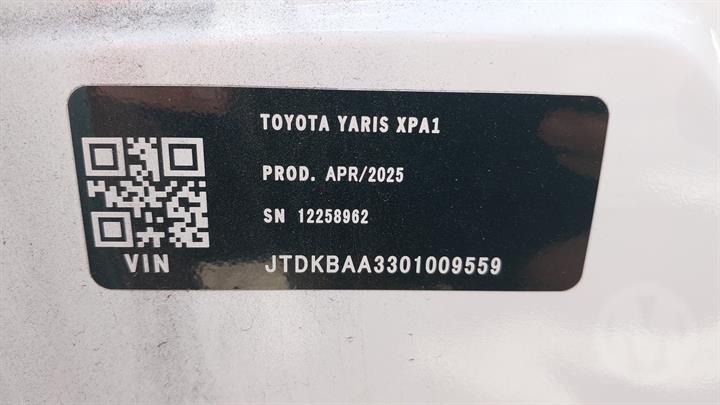 TOYOTA YARIS XPA1
PROD. APR/2025
SN 12258962
VIN JTDKBAA3301009559